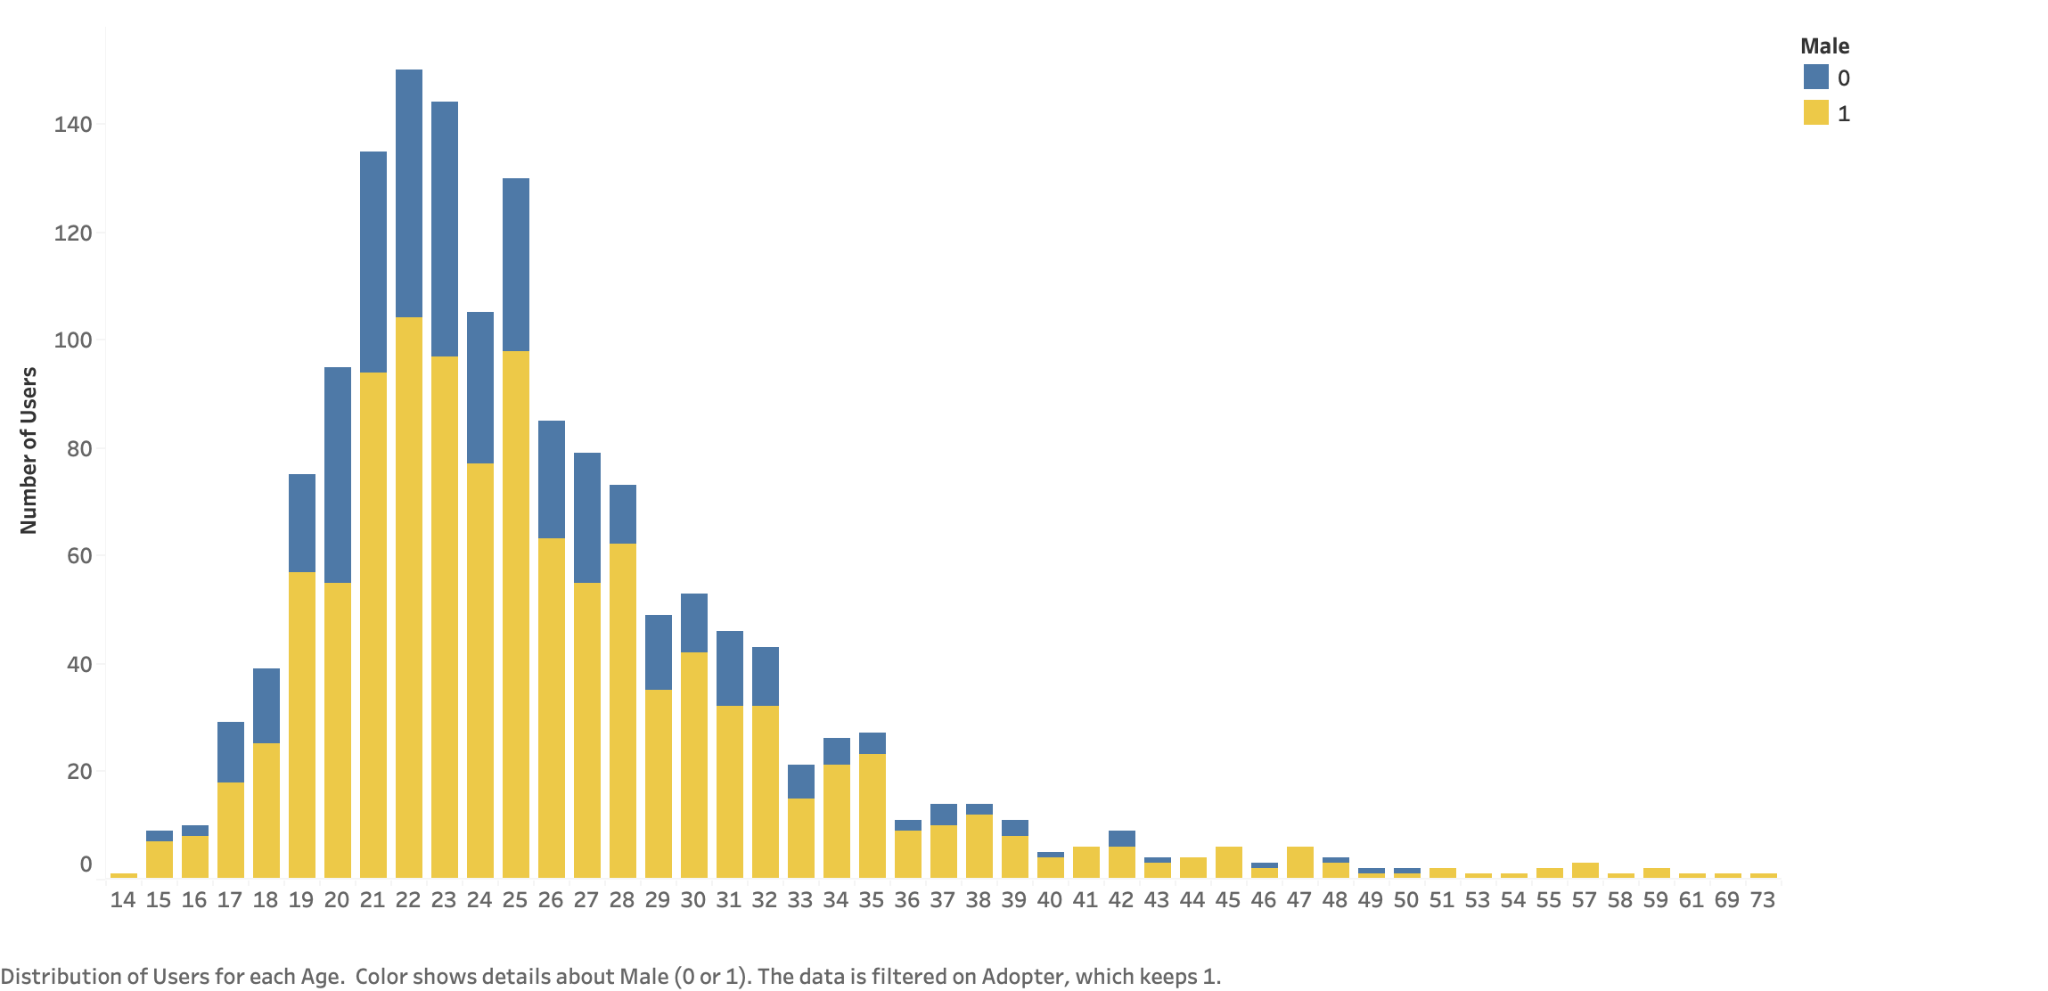 Male
0
1
140
120
100
80
60
40
20
0
Number of Users
14 15 16 17 18 19 20 21 22 23 24 25 26 27 28 29 30 31 32 33 34 35 36 37 38 39 40 41 42 43 44 45 46 47 48 49 50 51 53 54 55 57 58 59 61 69 73
Distribution of Users for each Age.  Color shows details about Male (0 or 1). The data is filtered on Adopter, which keeps 1.